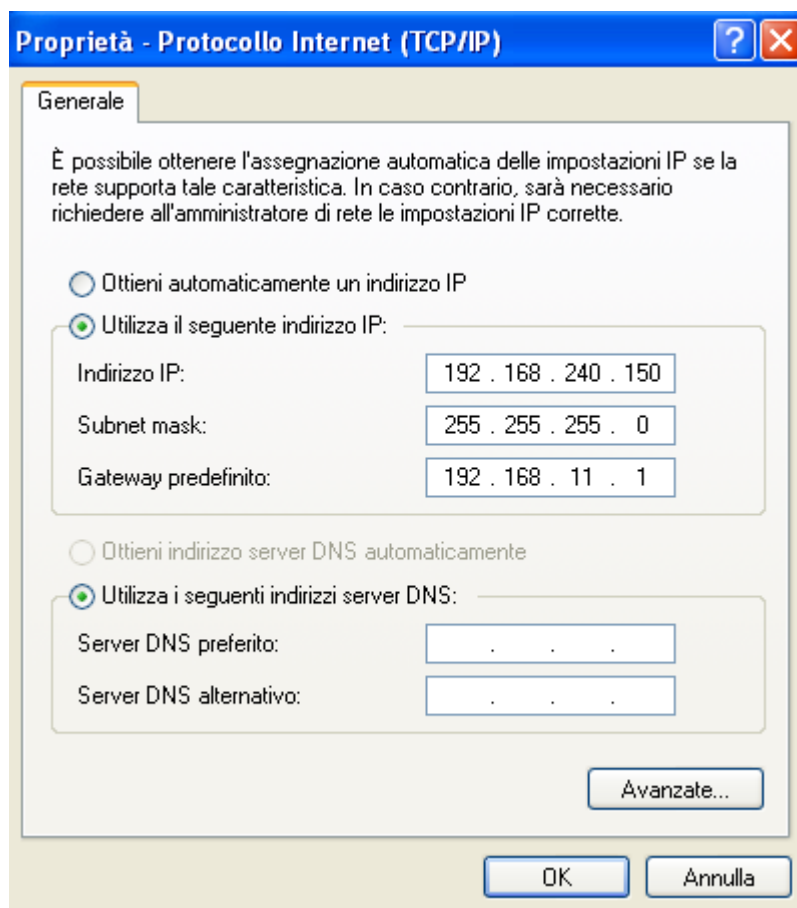 Proprietà - Protocollo Internet (TCP/IP)
Generale
È possibile ottenere l'assegnazione automatica delle impostazioni IP se la
rete supporta tale caratteristica. In caso contrario, sarà necessario
richiedere all'amministratore di rete le impostazioni IP corrette.
Ottieni automaticamente un indirizzo IP
Utilizza il seguente indirizzo IP:
Indirizzo IP: 192 . 168 . 240 . 150
Subnet mask: 255 . 255 . 255 . 0
Gateway predefinito: 192 . 168 . 11 . 1
Ottieni indirizzo server DNS automaticamente
Utilizza i seguenti indirizzi server DNS:
Server DNS preferito: . . .
Server DNS alternativo: . . .
Avanzate...
OK Annulla